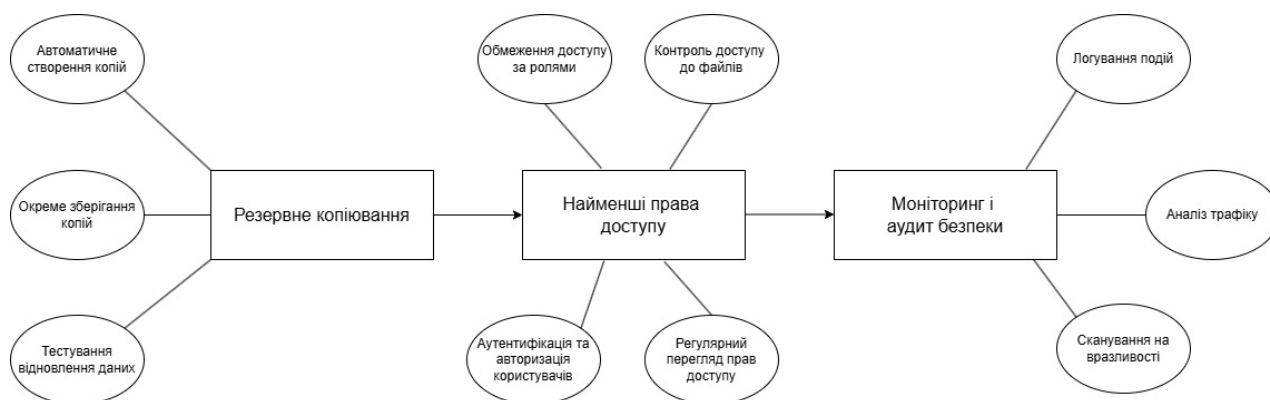 Автоматичне
створення копій
Обмеження доступу
за ролями
Контроль доступу
до файлів
Логування подій
Окреме зберігання
копій
Резервне копіювання
Найменші права
доступу
Моніторинг і
аудит безпеки
Аналіз трафіку
Тестування
відновлення даних
Аутентифікація та
авторизація
користувачів
Регулярний
перегляд прав
доступу
Сканування на
вразливості